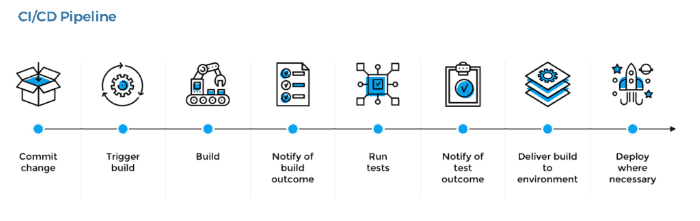 CI/CD Pipeline
Commit
change
Trigger
build
Build
Notify of
build
outcome
Run
tests
Notify of
test
outcome
Deliver build
to
environment
Deploy
where
necessary